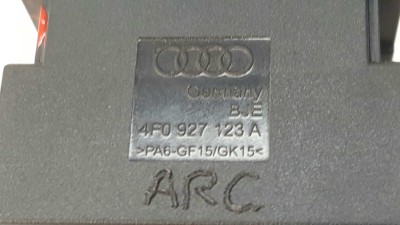 Germany
BJE
4F0 927 123 A
>PA6-GF15/GK15<
ARC